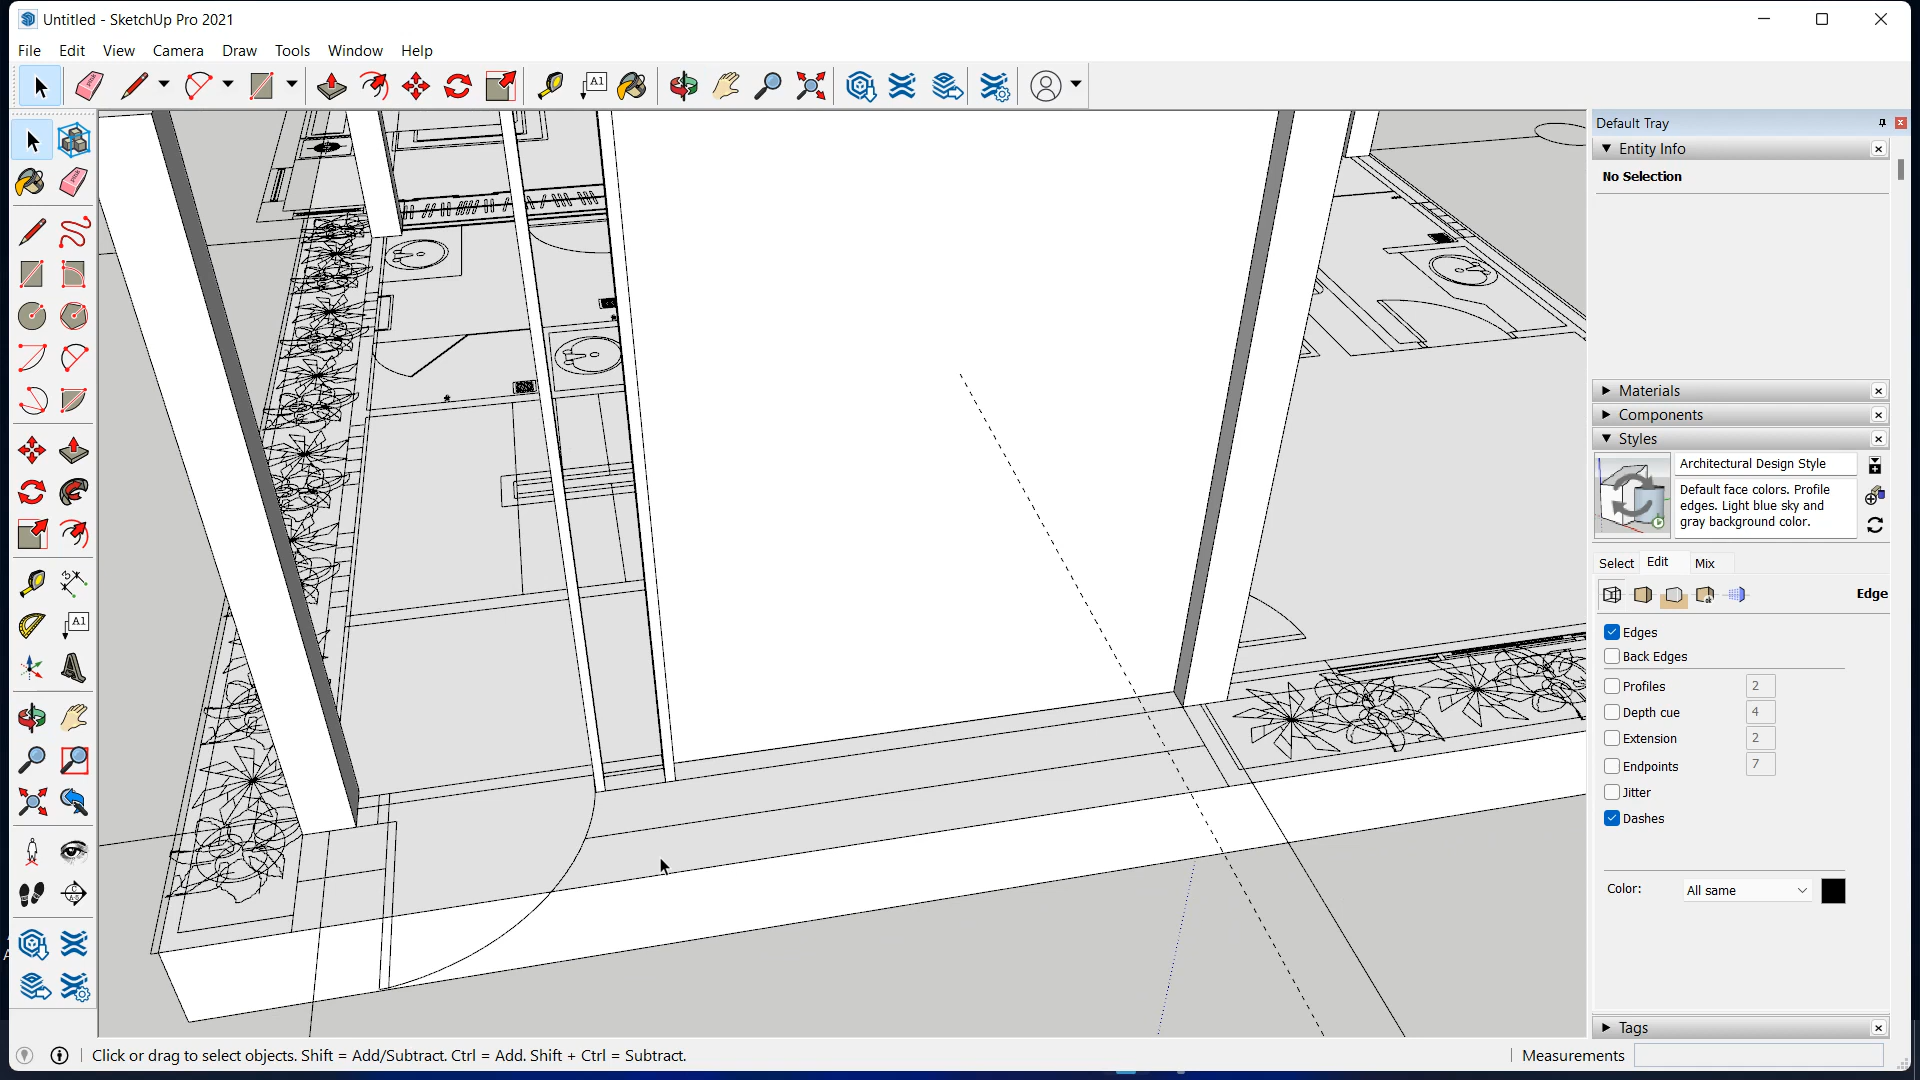 Untitled - SketchUp Pro 2021
File Edit View Camera Draw Tools Window Help
A1
Default Tray
Entity Info
No Selection
Materials
Components
Styles
Architectural Design Style
Default face colors. Profile
edges. Light blue sky and
gray background color.
Select Edit Mix
Edge
Edges
Back Edges
Profiles 2
Depth cue 4
Extension 2
Endpoints 7
Jitter
Dashes
Color: All same
Tags
A1
Click or drag to select objects. Shift = Add/Subtract. Ctrl = Add. Shift + Ctrl = Subtract.
Measurements